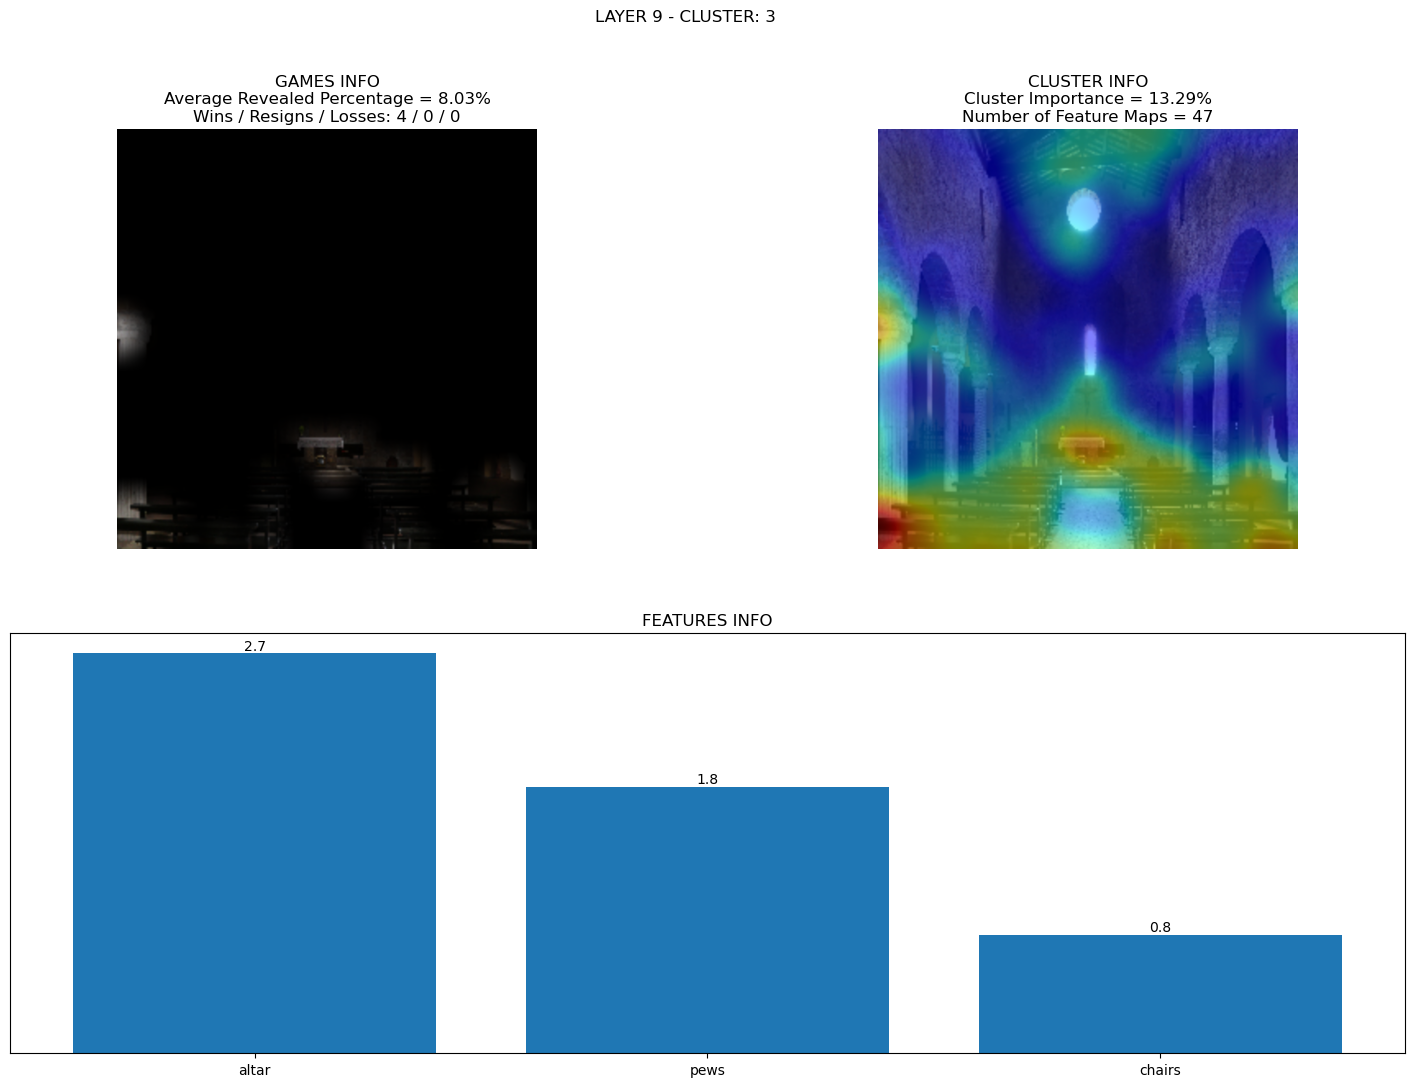 LAYER 9 - CLUSTER: 3
GAMES INFO
Average Revealed Percentage = 8.03%
Wins / Resigns / Losses: 4 / 0 / 0
CLUSTER INFO
Cluster Importance = 13.29%
Number of Feature Maps = 47
FEATURES INFO
2.7
1.8
0.8
altar
pews
chairs